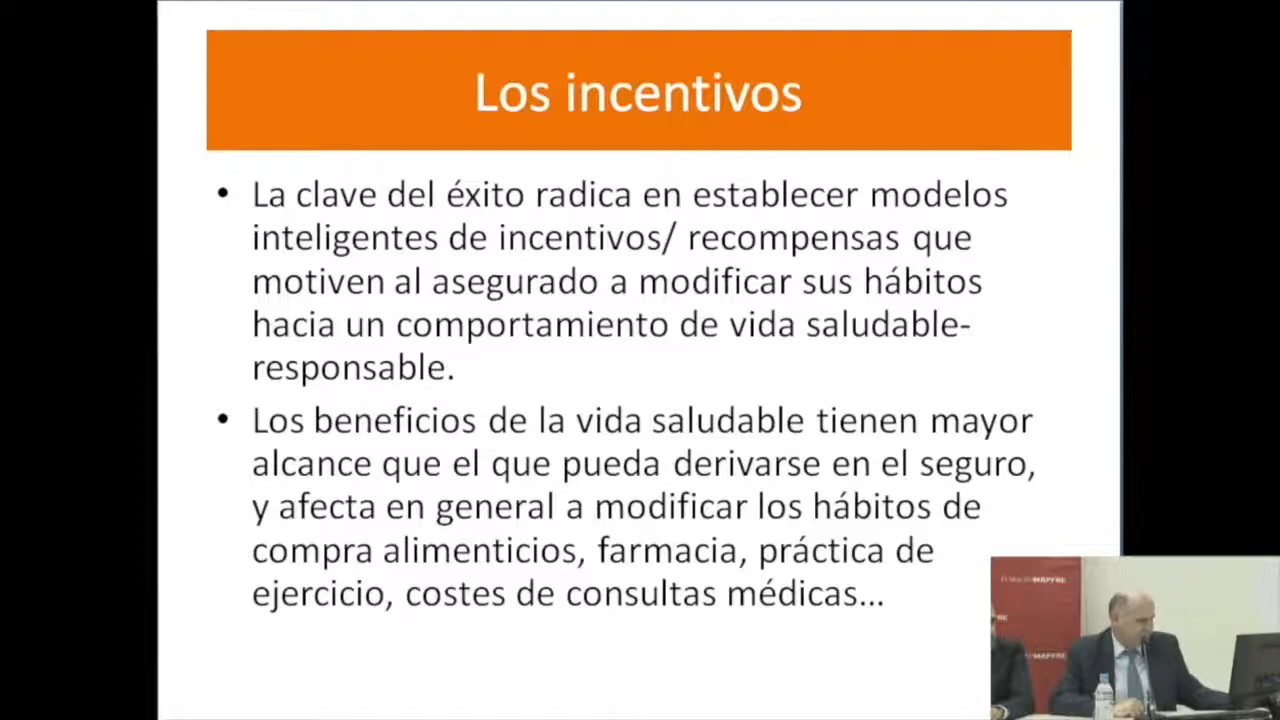 Los incentivos
• La clave del éxito radica en establecer modelos
inteligentes de incentivos/ recompensas que
motiven al asegurado a modificar sus hábitos
hacia un comportamiento de vida saludable-
responsable.
• Los beneficios de la vida saludable tienen mayor
alcance que el que pueda derivarse en el seguro,
y afecta en general a modificar los hábitos de
compra alimenticios, farmacia, práctica de
ejercicio, costes de consultas médicas...
MAPFRE
MAPFRE